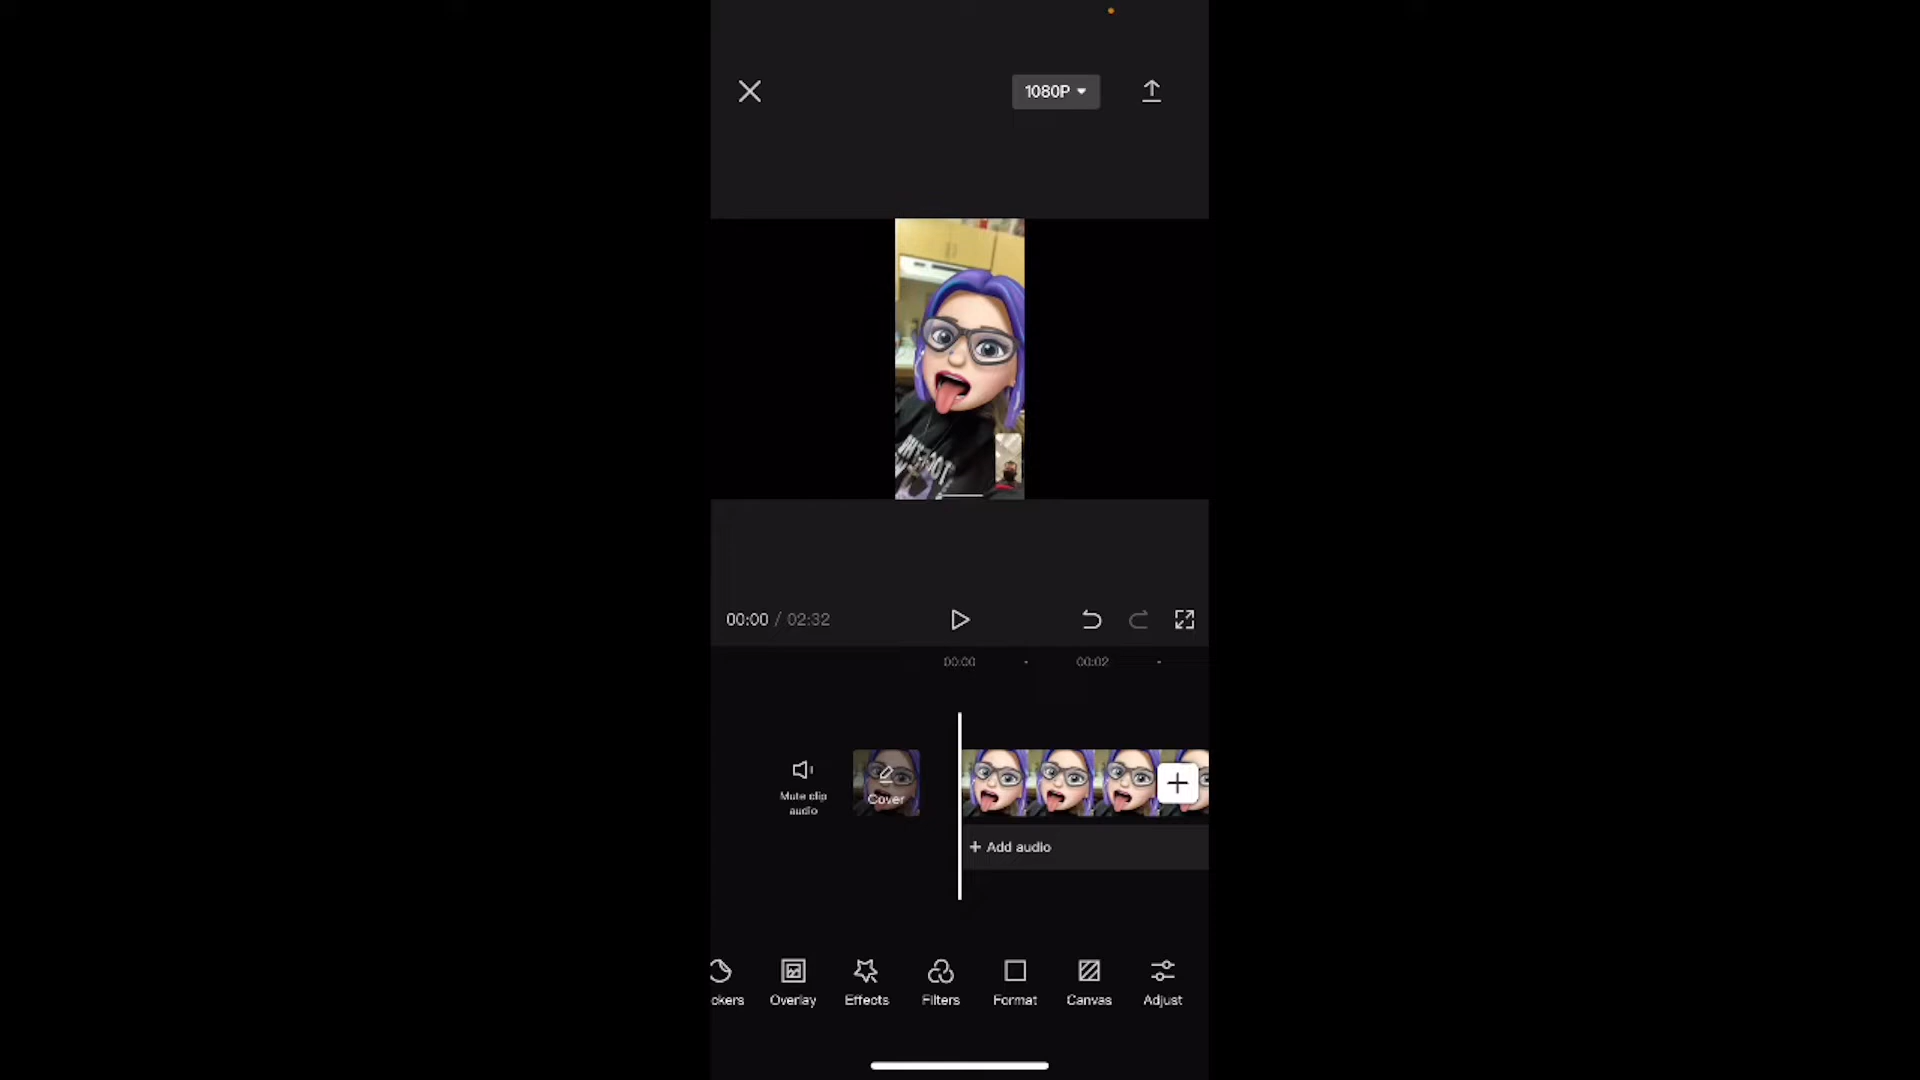 1080P
00:00 / 02:32
00:00
00:02
Mute clip
audio
Cover
+ Add audio
ckers
Overlay
Effects
Filters
Format
Canvas
Adjust